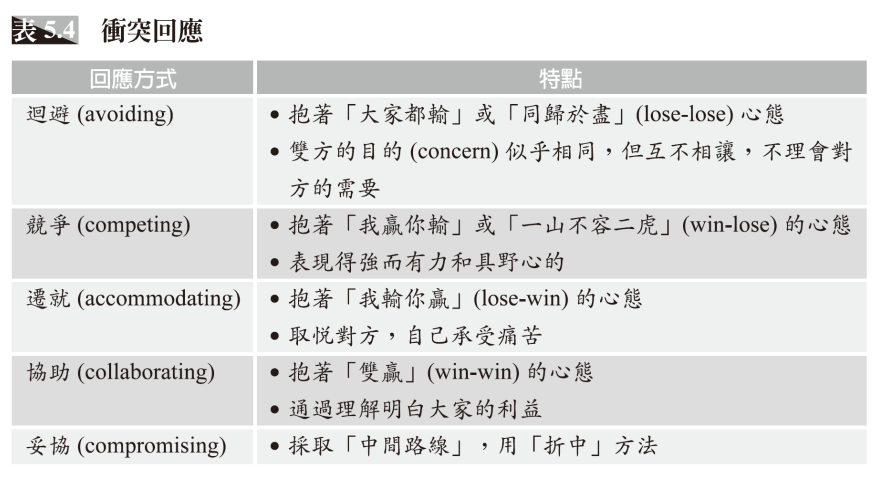 表 5.4 衝突回應
回應方式 特點
迴避 (avoiding) • 抱著「大家都輸」或「同歸於盡」(lose-lose) 心態
• 雙方的目的 (concern) 似乎相同，但互不相讓，不理會對
方的需要
競爭 (competing) • 抱著「我贏你輸」或「一山不容二虎」(win-lose) 的心態
• 表現得強而有力和具野心的
遷就 (accommodating) • 抱著「我輸你贏」(lose-win) 的心態
• 取悅對方，自己承受痛苦
協助 (collaborating) • 抱著「雙贏」(win-win) 的心態
• 通過理解明白大家的利益
妥協 (compromising) • 採取「中間路線」，用「折中」方法